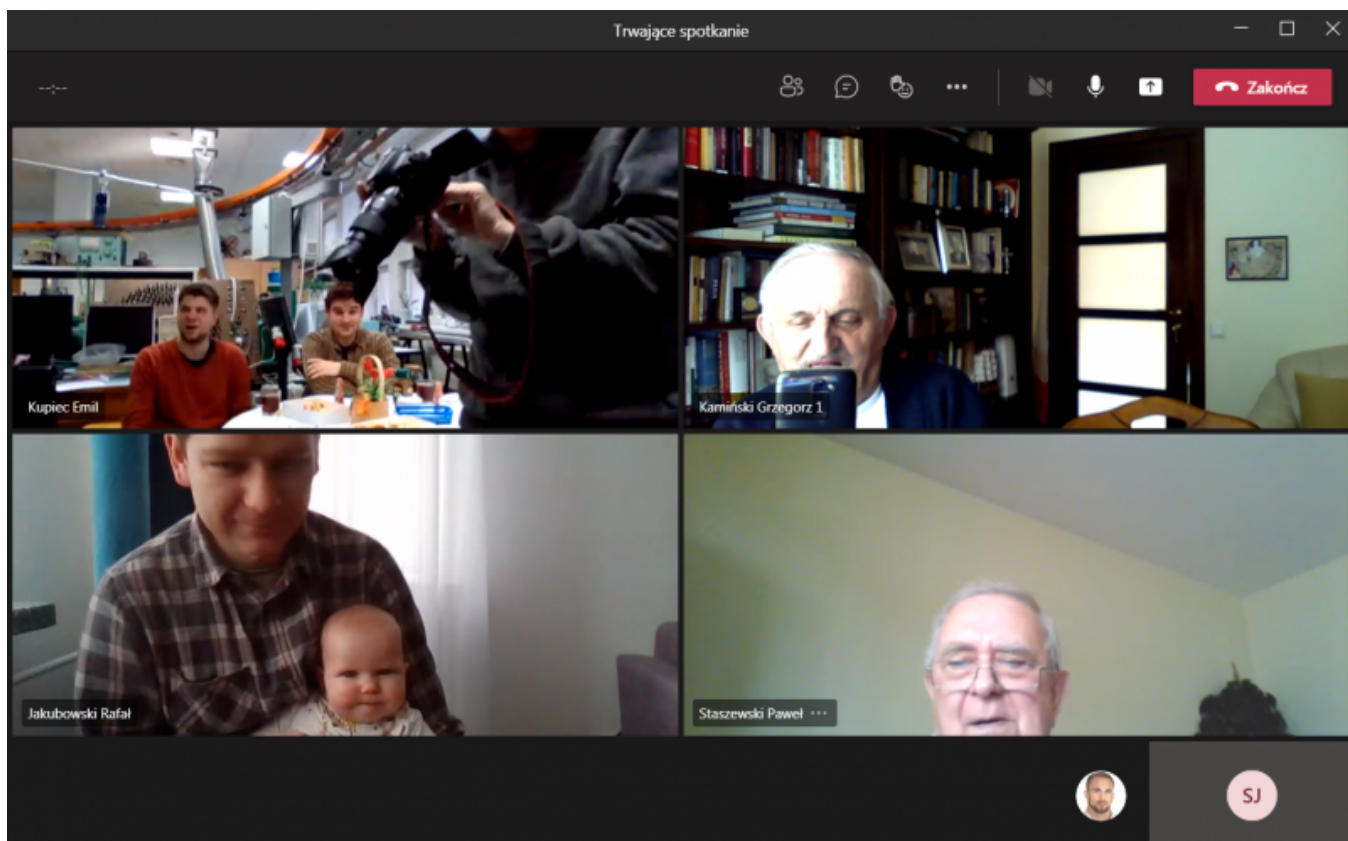 Trwające spotkanie
--:--
Zakończ
Kupiec Emil
Kamiński Grzegorz 1
Jakubowski Rafał
Staszewski Paweł ···
SJ